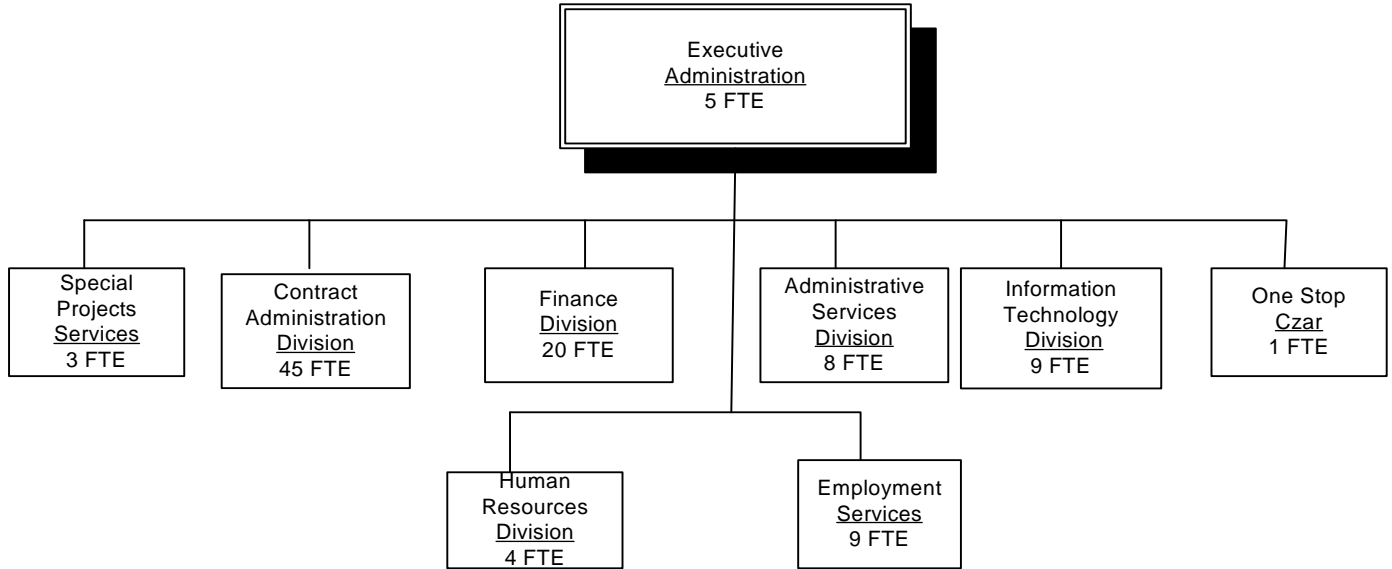 Executive
Administration
5 FTE
Special
Projects
Services
3 FTE
Contract
Administration
Division
45 FTE
Finance
Division
20 FTE
Administrative
Services
Division
8 FTE
Information
Technology
Division
9 FTE
One Stop
Czar
1 FTE
Human
Resources
Division
4 FTE
Employment
Services
9 FTE